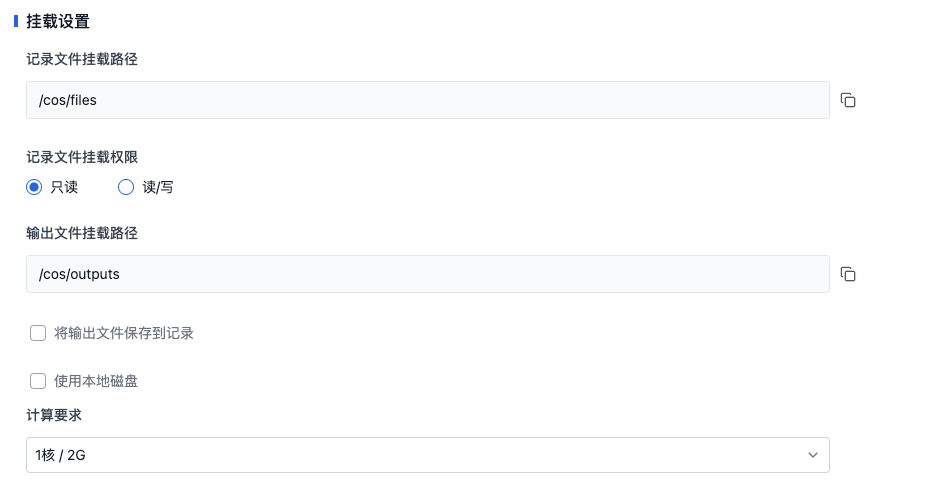 挂载设置
记录文件挂载路径
/cos/files
记录文件挂载权限
只读 读/写
输出文件挂载路径
/cos/outputs
将输出文件保存到记录
使用本地磁盘
计算要求
1核 / 2G